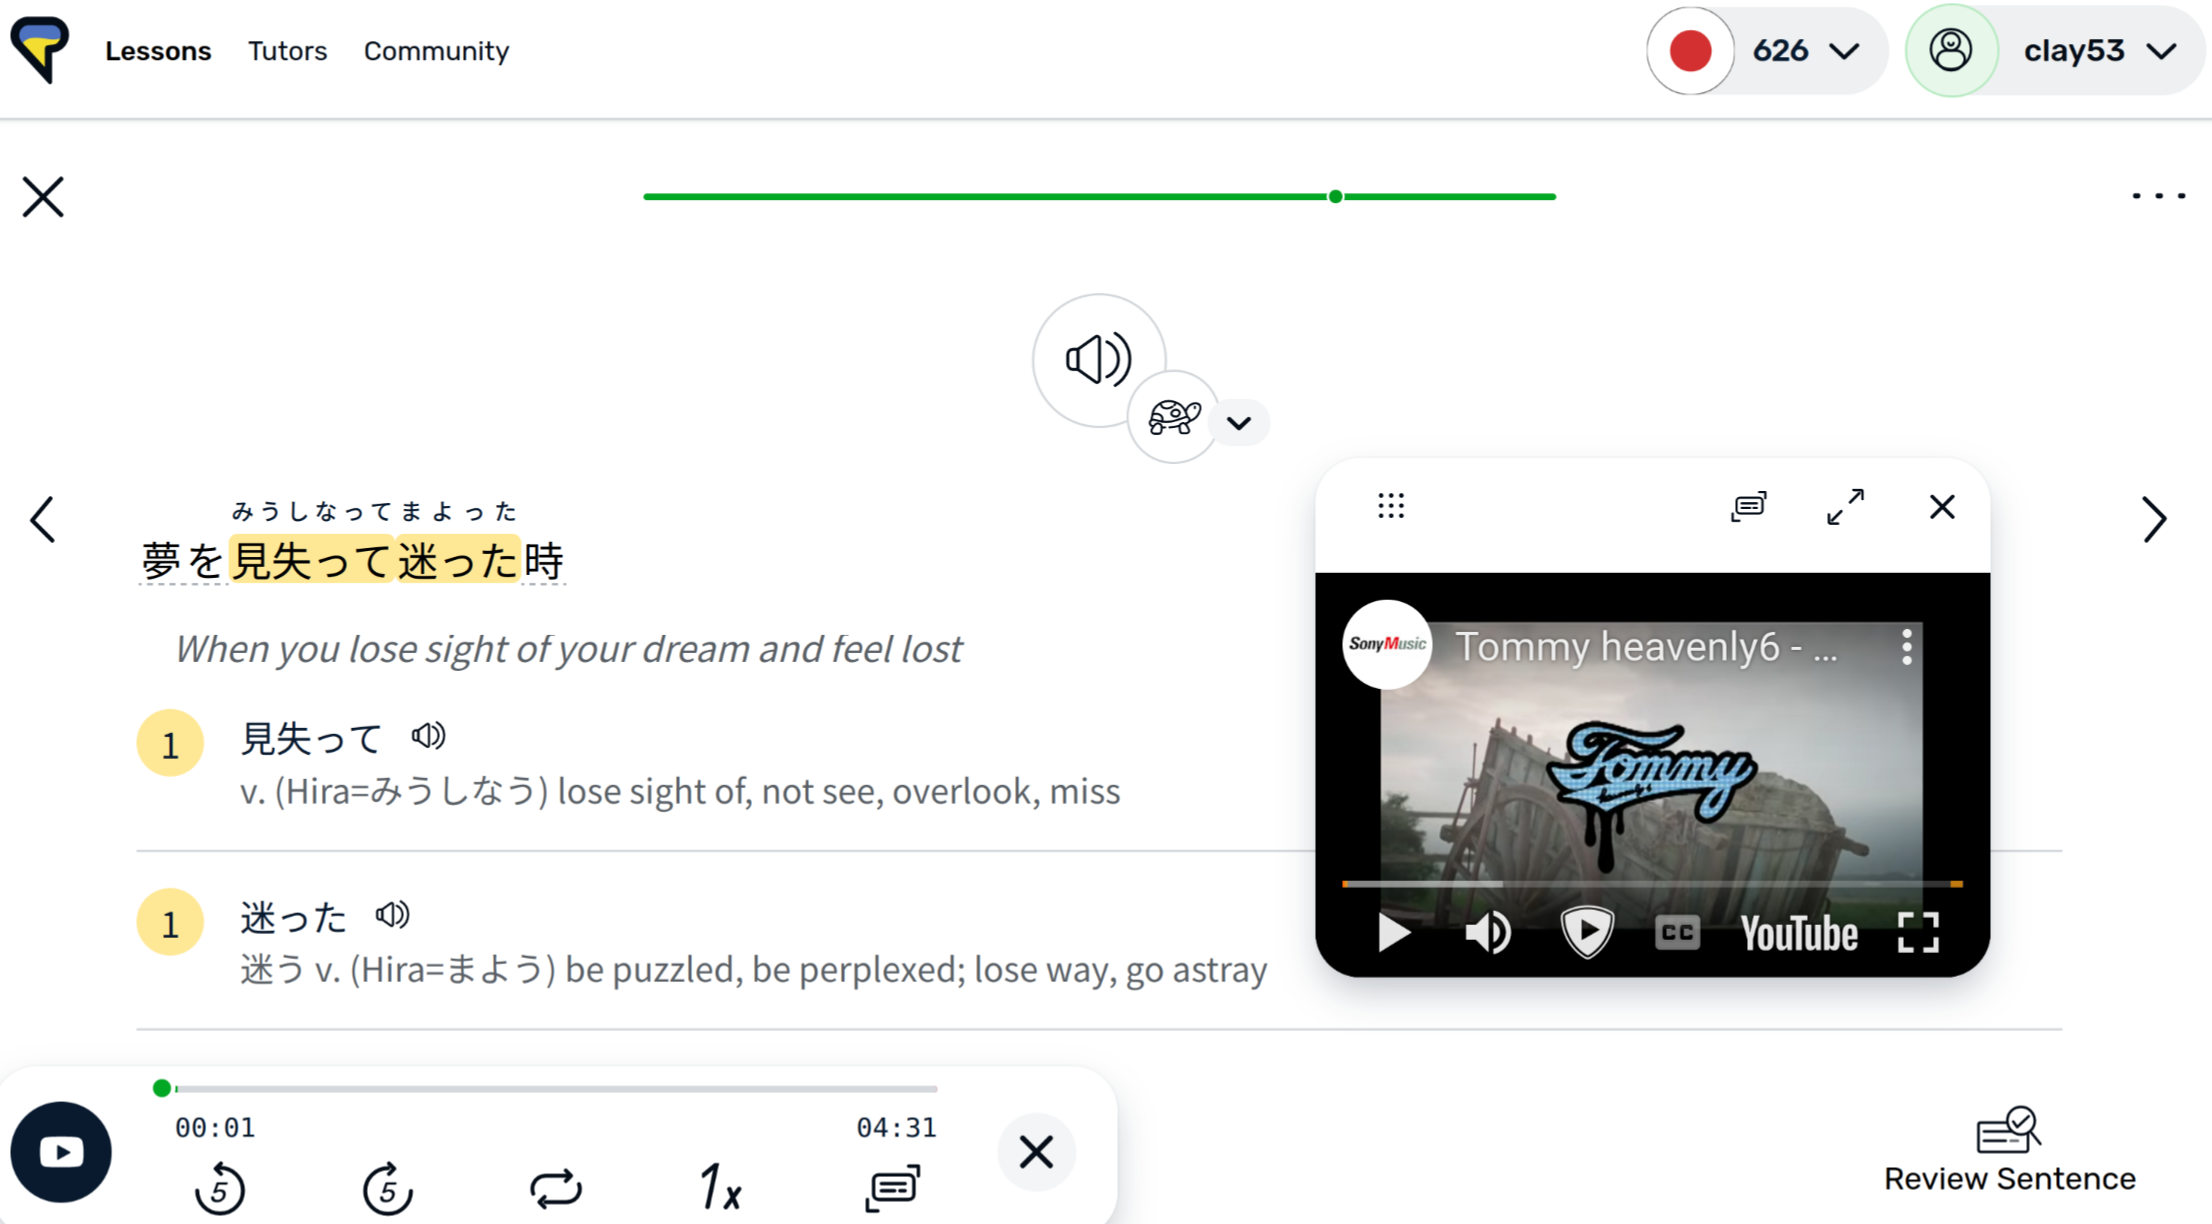 Lessons Tutors Community 626 clay53
みうしなってまよった
夢を見失って迷った時
When you lose sight of your dream and feel lost
1 見失って
v. (Hira=みうしなう) lose sight of, not see, overlook, miss
1 迷った
迷う v. (Hira=まよう) be puzzled, be perplexed; lose way, go astray
SonyMusic Tommy heavenly6 - ...
Tommy
CC YouTube
00:01 04:31
5 5 1x
Review Sentence